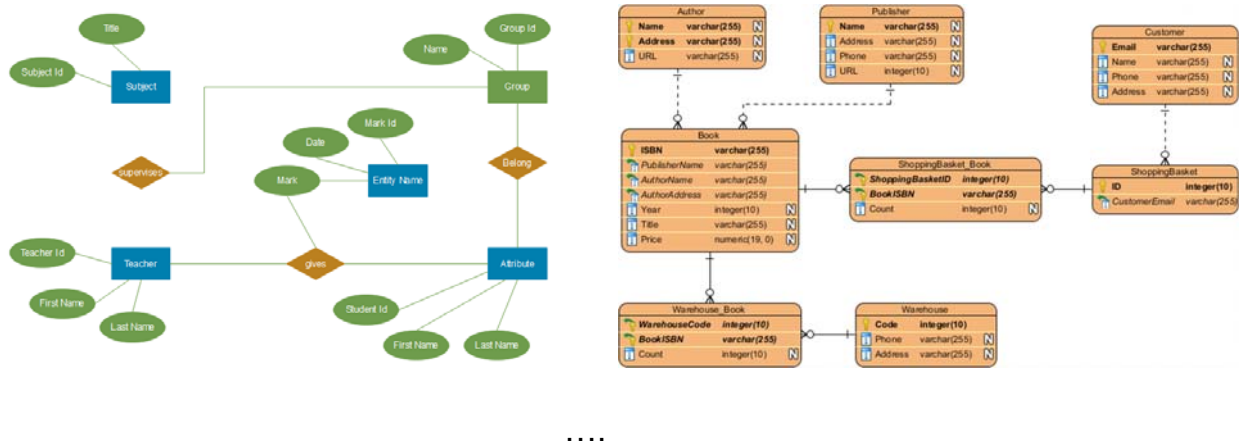 Title
Subject Id
Subject
Group Id
Name
Group
supervises
Mark Id
Date
Mark
Entity Name
Belong
Teacher Id
Teacher
First Name
Last Name
gives
Attribute
Student Id
First Name
Last Name
Author
Name varchar(255) N
Address varchar(255) N
URL varchar(255) N
Publisher
Name varchar(255) N
Address varchar(255) N
Phone varchar(255) N
URL integer(10) N
Customer
Email varchar(255)
Name varchar(255) N
Phone varchar(255) N
Address varchar(255) N
Book
ISBN varchar(255)
PublisherName varchar(255)
AuthorName varchar(255)
AuthorAddress varchar(255)
Year integer(10) N
Title varchar(255) N
Price numeric(19, 0) N
ShoppingBasket_Book
ShoppingBasketID integer(10)
BookISBN varchar(255)
Count integer(10) N
ShoppingBasket
ID integer(10)
CustomerEmail varchar(255)
Warehouse_Book
WarehouseCode integer(10)
BookISBN varchar(255)
Count integer(10) N
Warehouse
Code integer(10)
Phone varchar(255) N
Address varchar(255) N
....